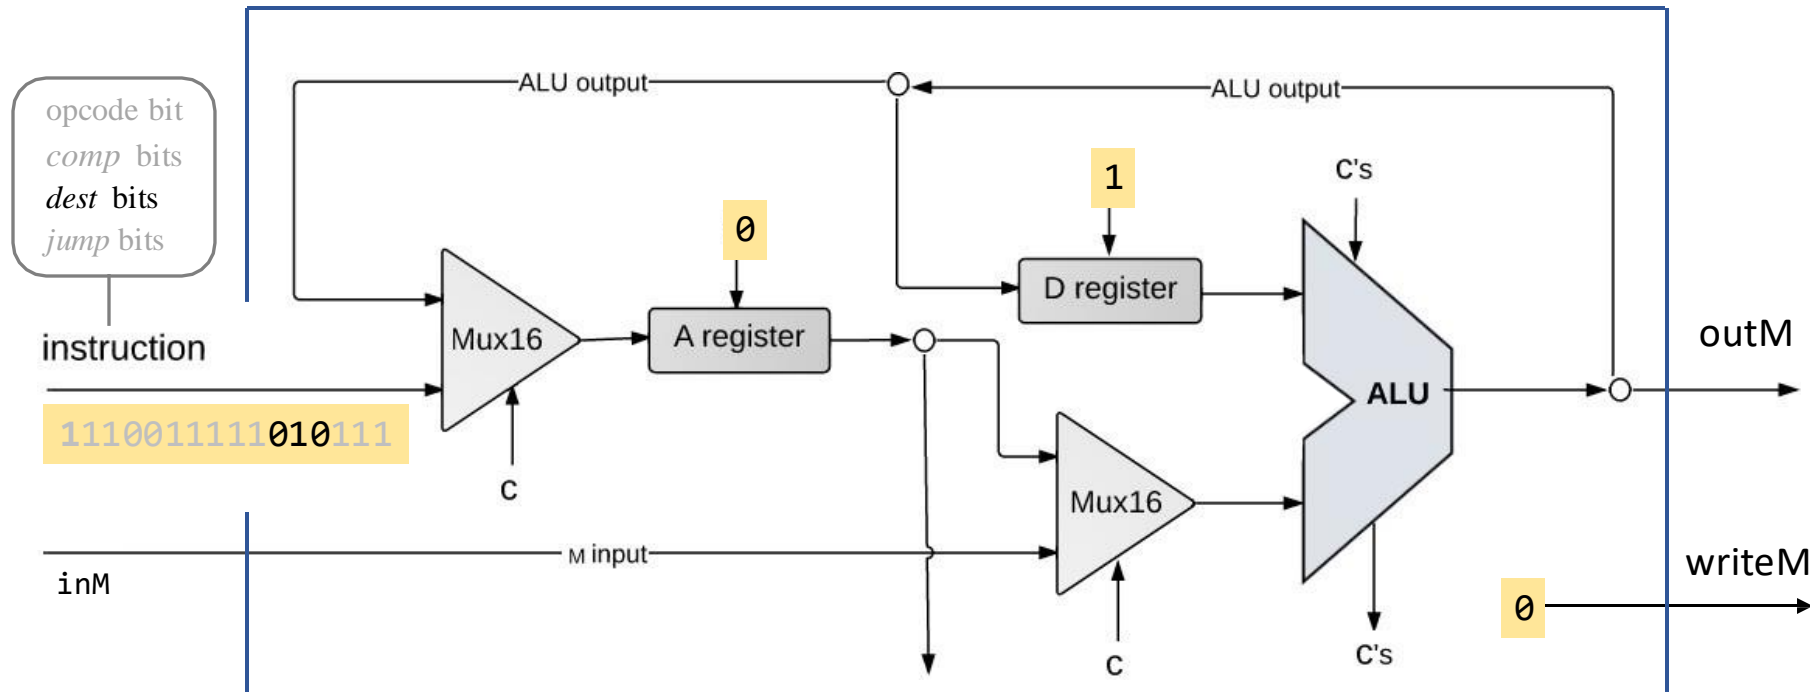 ALU output
ALU output
opcode bit
comp bits
dest bits
jump bits
1
C's
0
D register
instruction
Mux16
A register
outM
ALU
1110011111010111
C
Mux16
M input
inM
writeM
0
C
C's